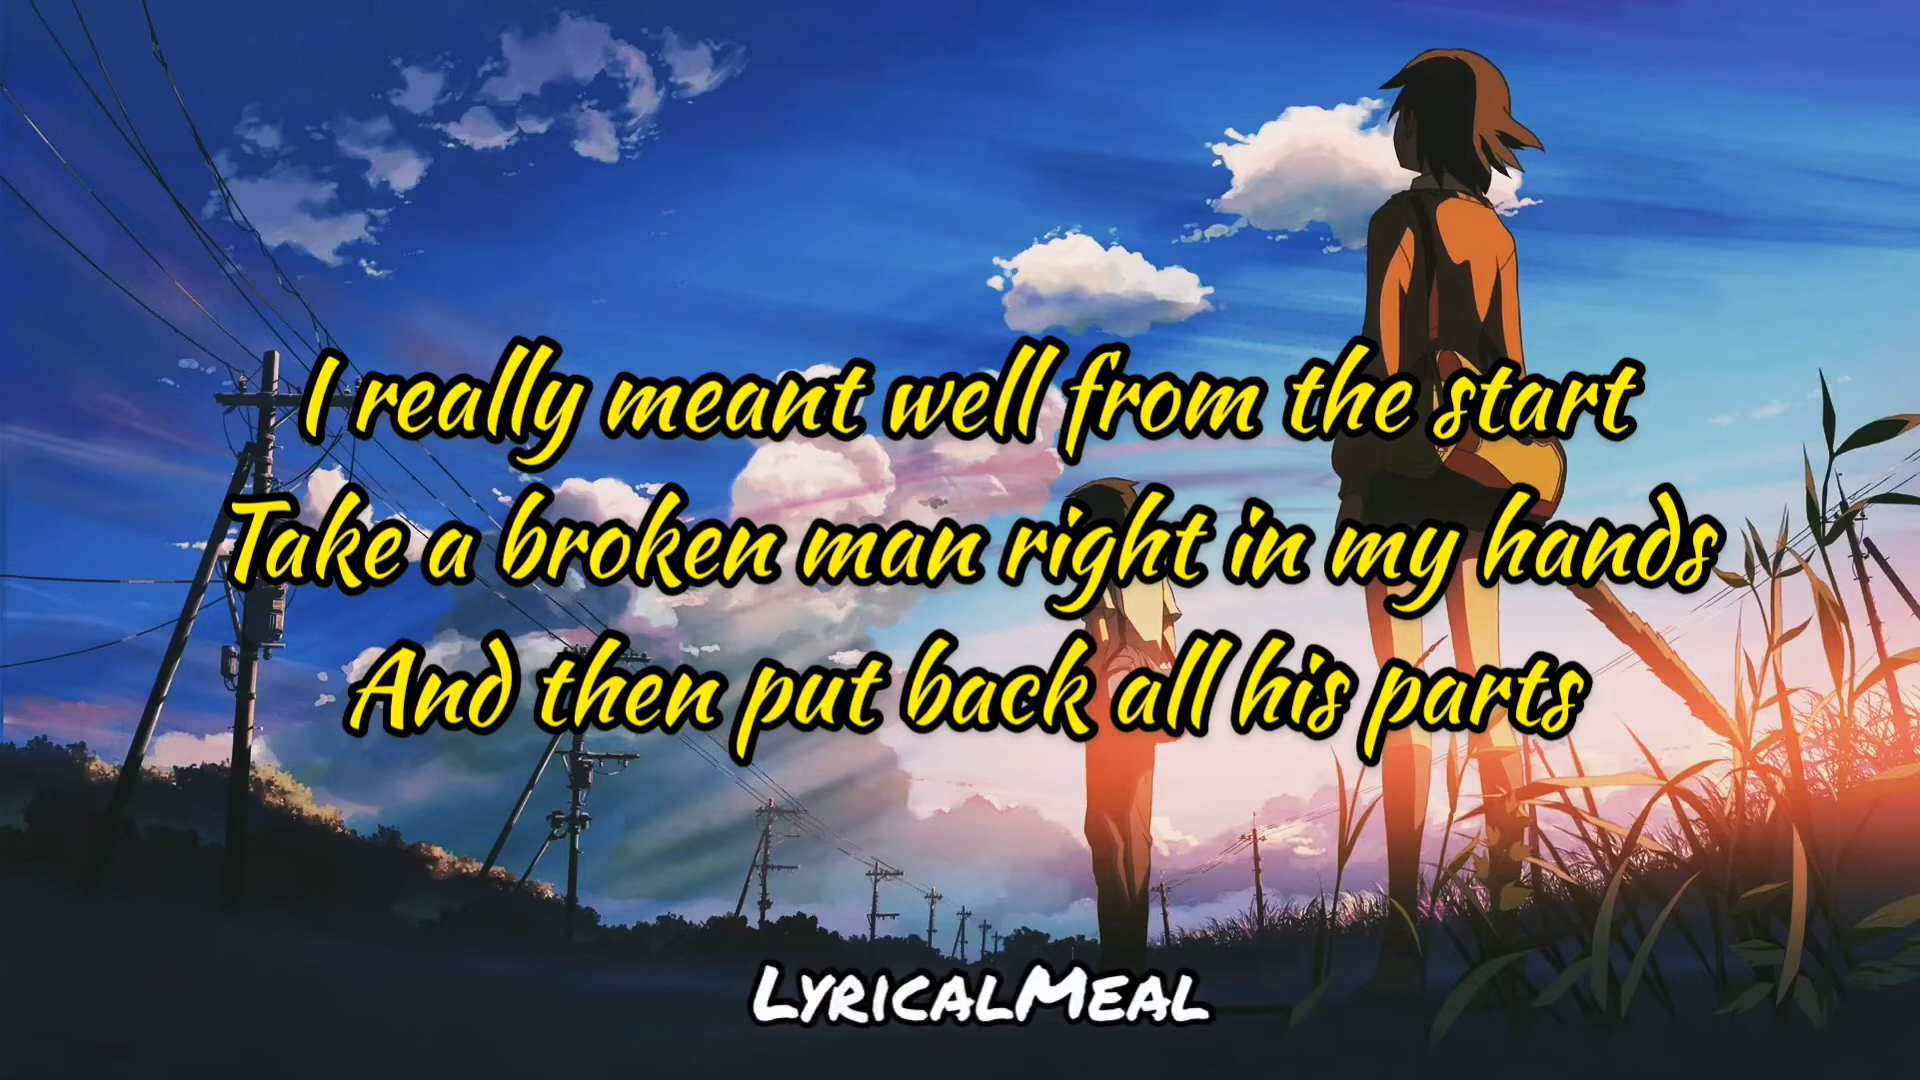 I really meant well from the start
Take a broken man right in my hands
And then put back all his parts
LyricalMeal